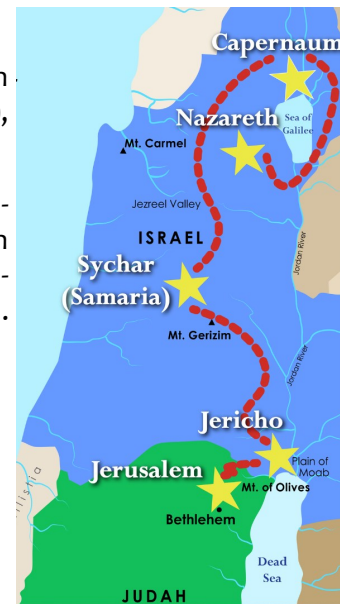 Capernaum
n
,
Nazareth
Sea of
Galilee
Mt. Carmel
-
Jezreel Valley
n
ISRAEL
Jordan River
-
Sychar
.
(Samaria)
Mt. Gerizim
Jordan River
Jericho
Plain of
Moab
Jerusalem
Mt. of Olives
Bethlehem
Dead
Sea
JUDAH